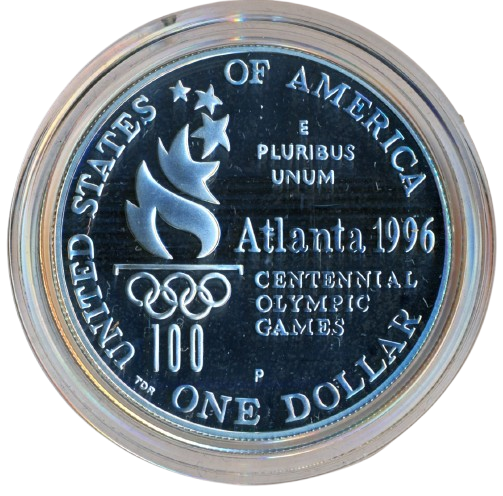 UNITED STATES OF AMERICA
E
PLURIBUS
UNUM
Atlanta 1996
CENTENNIAL
OLYMPIC
GAMES
100
P
TDR
ONE DOLLAR